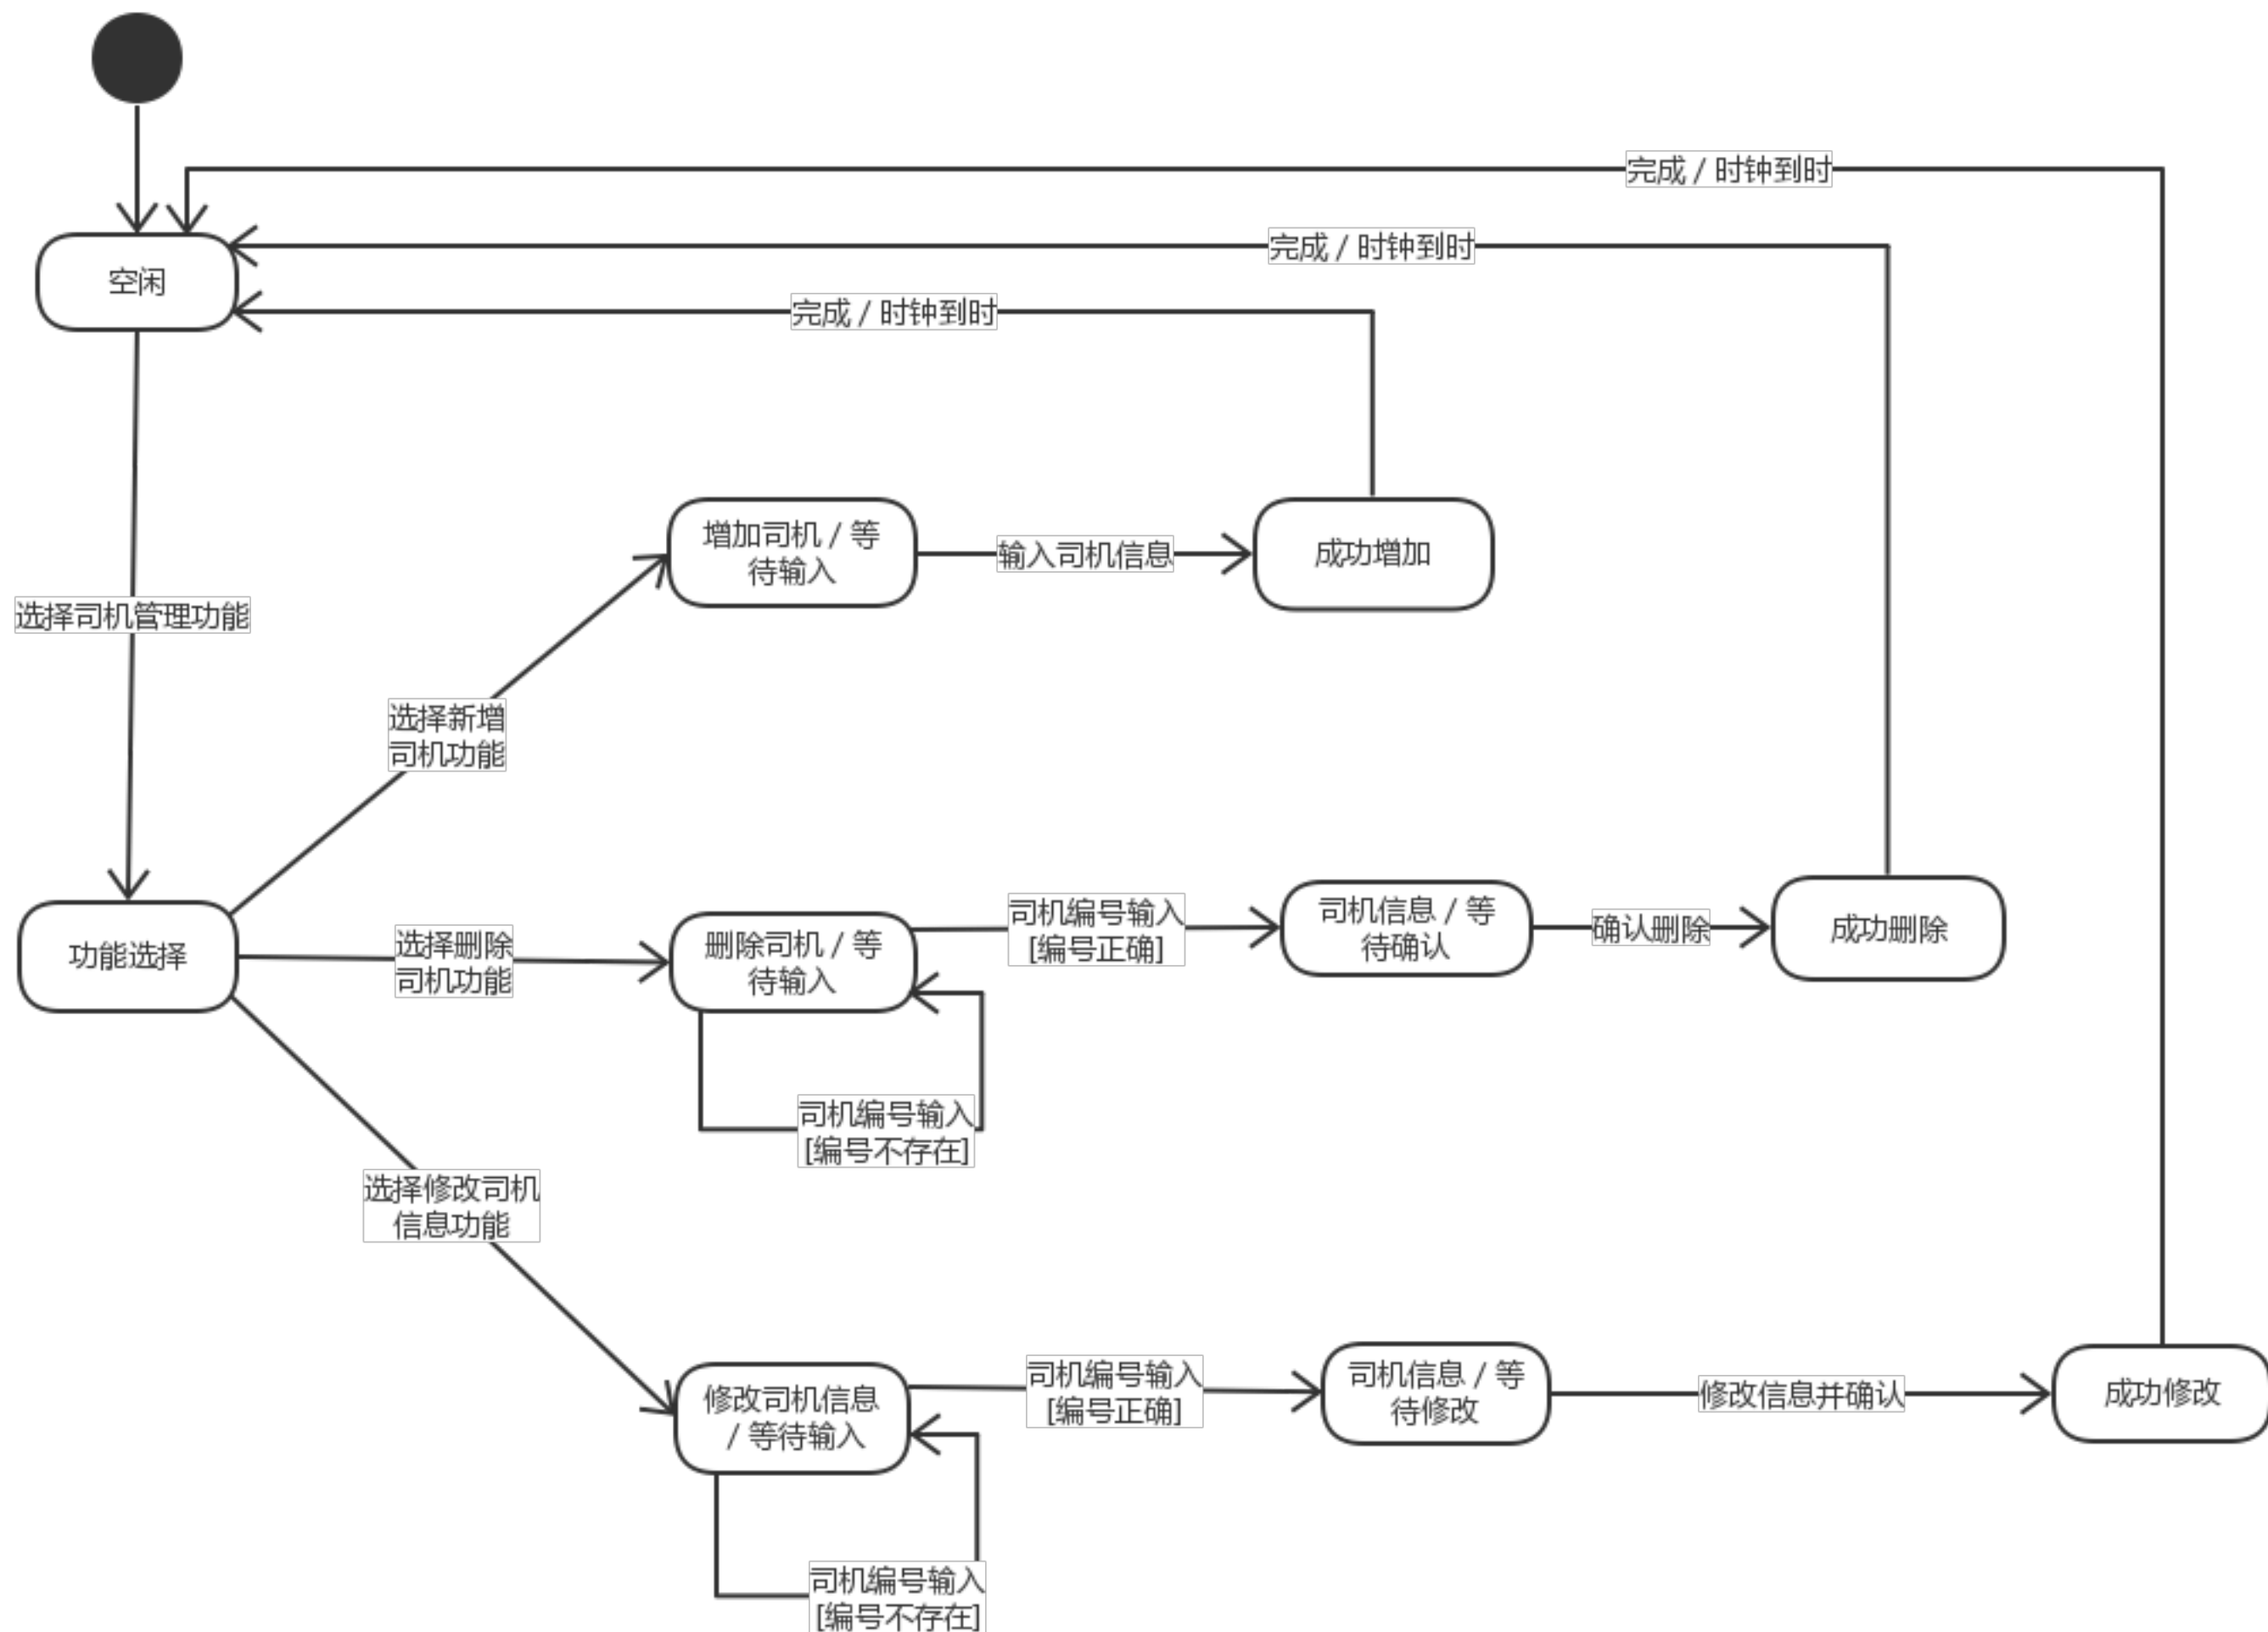 完成 / 时钟到时
完成 / 时钟到时
空闲
完成 / 时钟到时
增加司机 / 等
待输入
输入司机信息
成功增加
选择司机管理功能
选择新增
司机功能
功能选择
选择删除
司机功能
删除司机 / 等
待输入
司机编号输入
[编号正确]
司机信息 / 等
待确认
确认删除
成功删除
司机编号输入
[编号不存在]
选择修改司机
信息功能
修改司机信息
/ 等待输入
司机编号输入
[编号正确]
司机信息 / 等
待修改
修改信息并确认
成功修改
司机编号输入
[编号不存在]